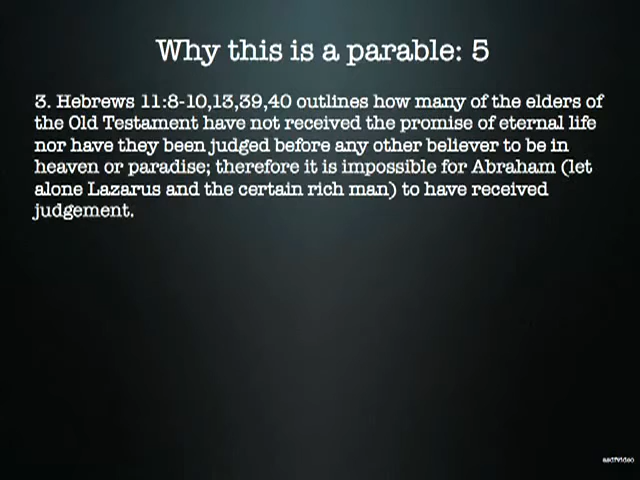 Why this is a parable: 5
3. Hebrews 11:8-10,13,39,40 outlines how many of the elders of
the Old Testament have not received the promise of eternal life
nor have they been judged before any other believer to be in
heaven or paradise; therefore it is impossible for Abraham (let
alone Lazarus and the certain rich man) to have received
judgement.